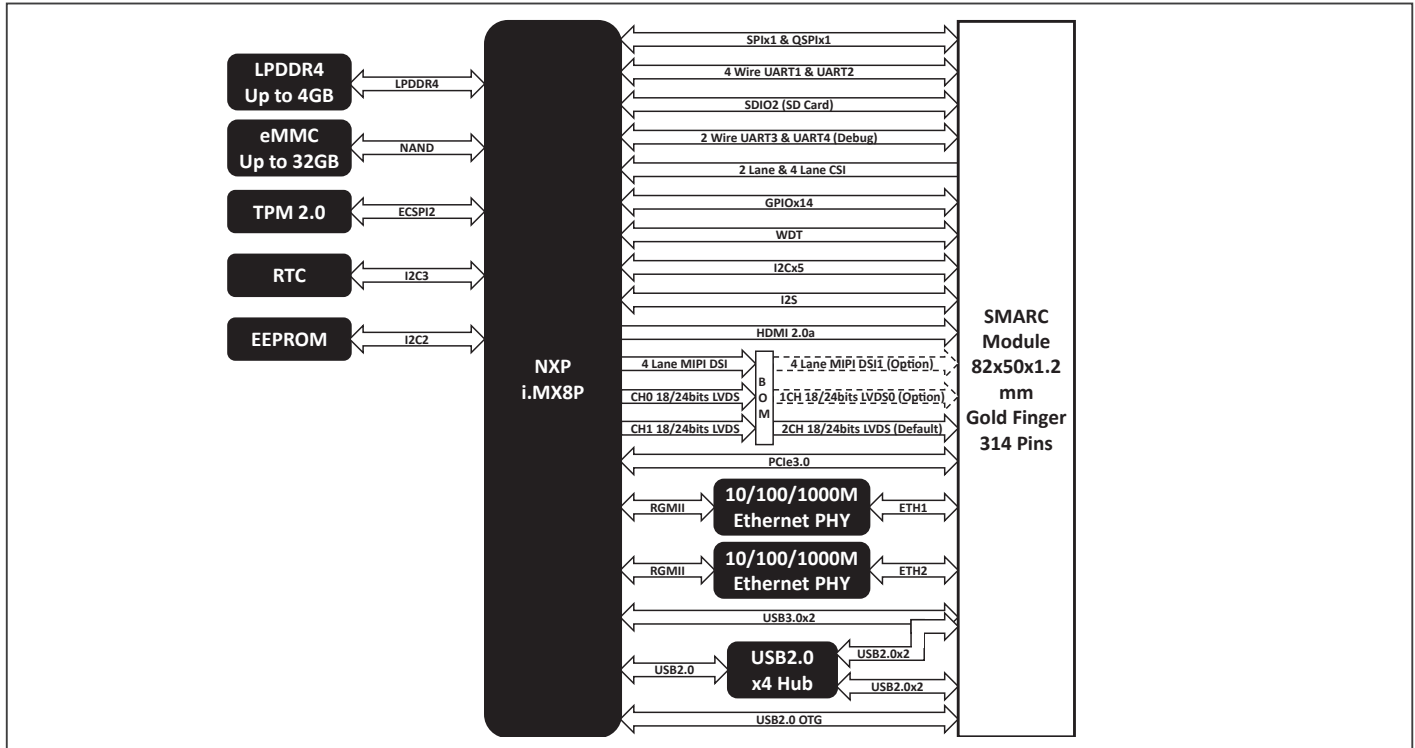 LPDDR4
Up to 4GB
LPDDR4
eMMC
Up to 32GB
NAND
TPM 2.0
ECSPI2
RTC
I2C3
EEPROM
I2C2
NXP
i.MX8P
SPIx1 & QSPIx1
4 Wire UART1 & UART2
SDIO2 (SD Card)
2 Wire UART3 & UART4 (Debug)
2 Lane & 4 Lane CSI
GPIOx14
WDT
I2Cx5
I2S
HDMI 2.0a
4 Lane MIPI DSI
CH0 18/24bits LVDS
CH1 18/24bits LVDS
B
O
M
4 Lane MIPI DSI1 (Option)
1CH 18/24bits LVDS0 (Option)
2CH 18/24bits LVDS (Default)
PCIe3.0
RGMII
10/100/1000M
Ethernet PHY
ETH1
RGMII
10/100/1000M
Ethernet PHY
ETH2
USB3.0x2
USB2.0
USB2.0
x4 Hub
USB2.0x2
USB2.0x2
USB2.0 OTG
SMARC
Module
82x50x1.2
mm
Gold Finger
314 Pins